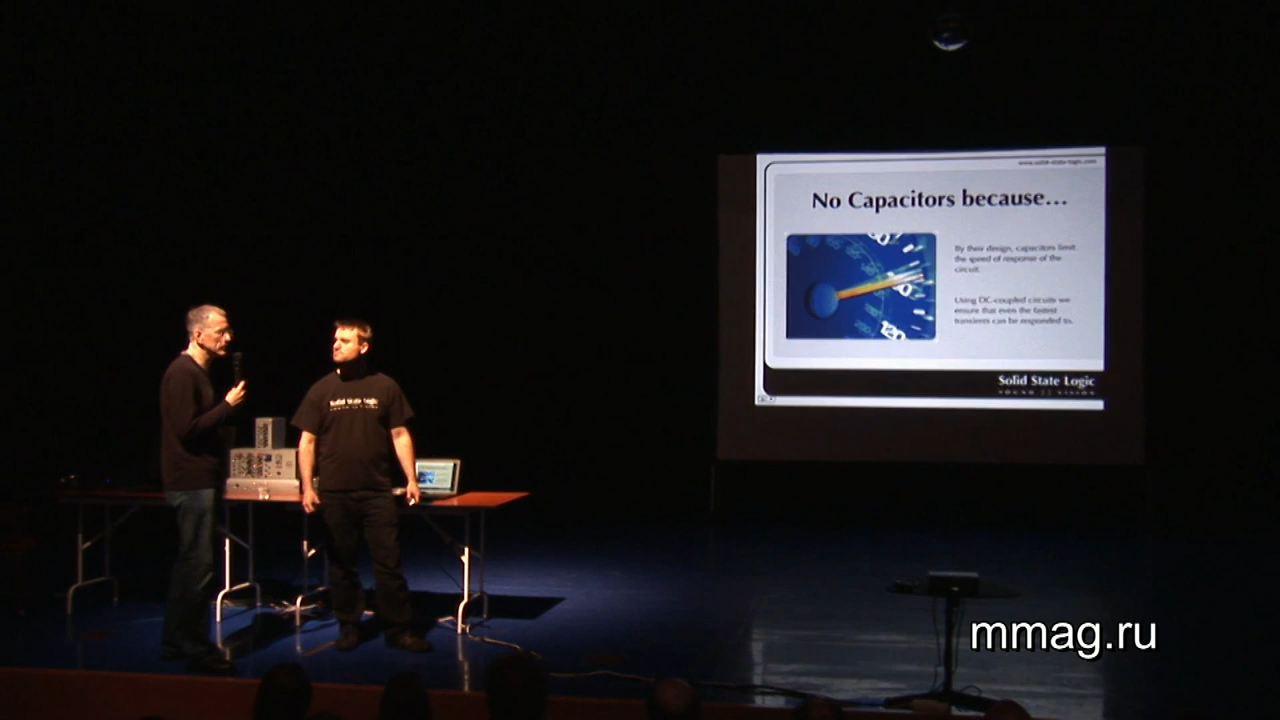 www.solid-state-logic.com
No Capacitors because...
By their design, capacitors limit
the speed of response of the
circuit.
Using DC-coupled circuits we
ensure that even the fastest
transients can be responded to.
Solid State Logic
SOUND VISION
Solid State Logic
mmag.ru